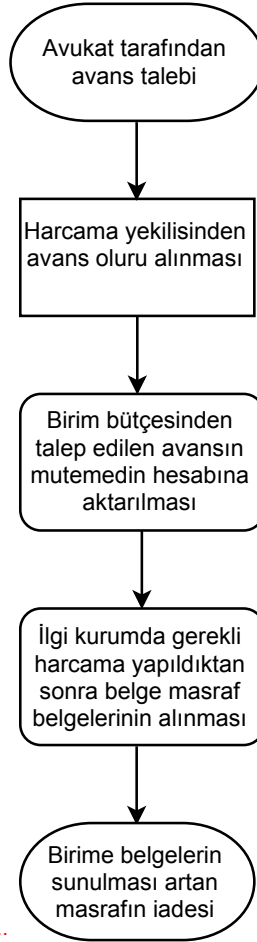 Avukat tarafından
avans talebi
Harcama yekilisinden
avans oluru alınması
Birim bütçesinden
talep edilen avansın
mutemedin hesabına
aktarılması
İlgi kurumda gerekli
harcama yapıldıktan
sonra belge masraf
belgelerinin alınması
Birime belgelerin
sunulması artan
masrafın iadesi